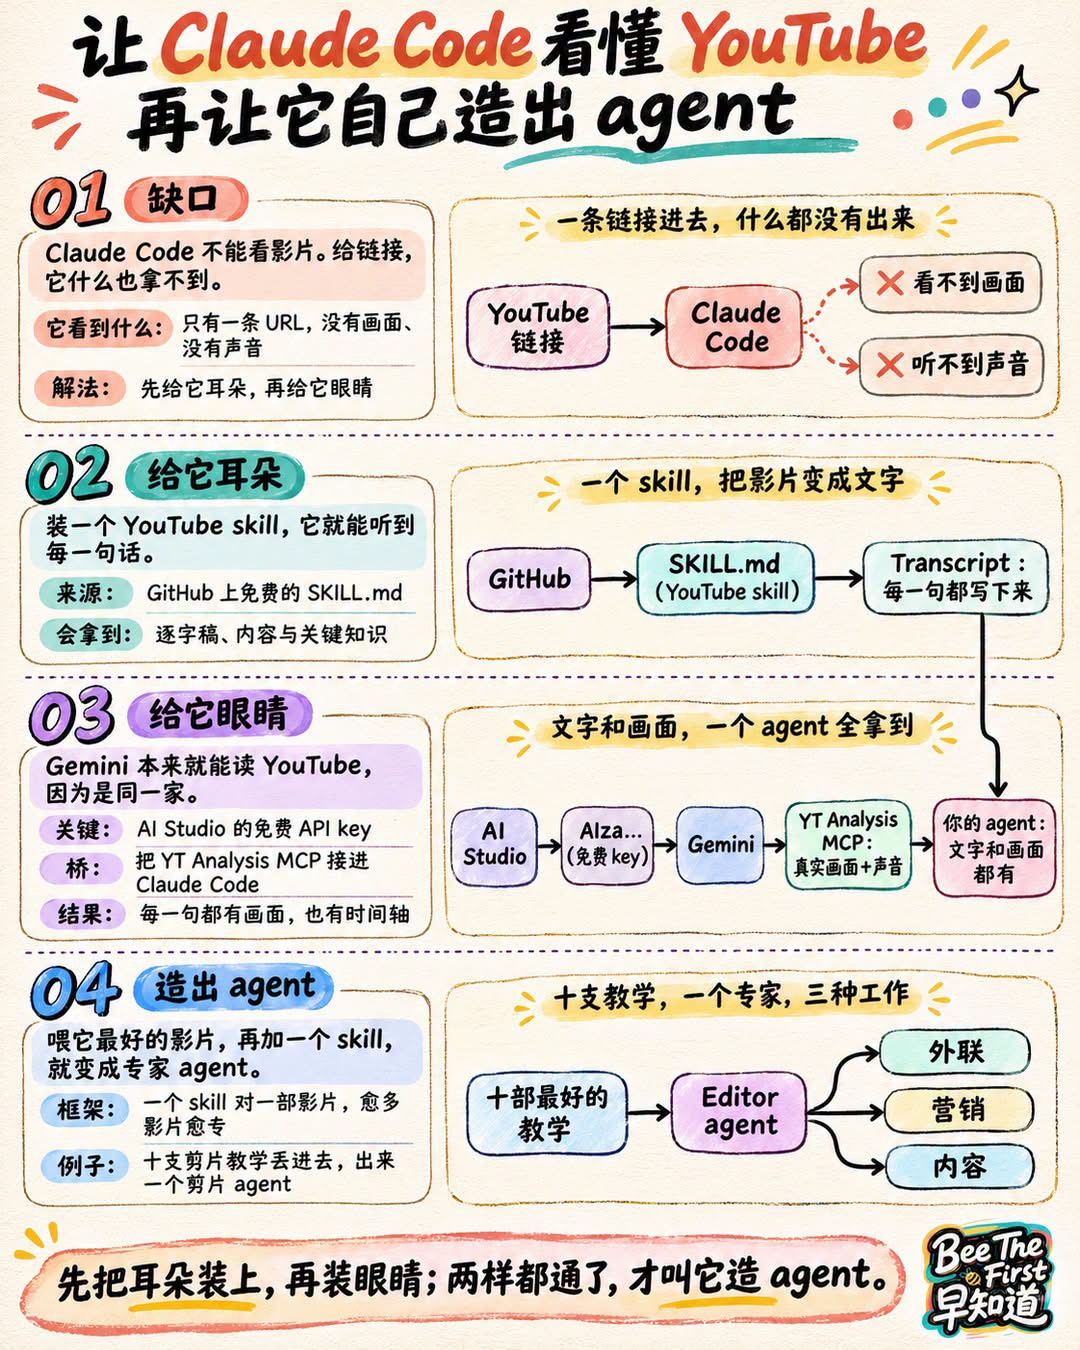 让 Claude Code 看懂 YouTube
再让它自己造出 agent
01 缺口
Claude Code 不能看影片。给链接，
它什么也拿不到。
它看到什么： 只有一条 URL，没有画面、
没有声音
解法： 先给它耳朵，再给它眼睛
一条链接进去，什么都没有出来
YouTube
链接
Claude
Code
看不到画面
听不到声音
02 给它耳朵
装一个 YouTube skill，它就能听到
每一句话。
来源： GitHub 上免费的 SKILL.md
会拿到： 逐字稿、内容与关键知识
一个 skill，把影片变成文字
GitHub
SKILL.md
(YouTube skill)
Transcript：
每一句都写下来
03 给它眼睛
Gemini 本来就能读 YouTube，
因为是同一家。
关键： AI Studio 的免费 API key
桥： 把 YT Analysis MCP 接进
Claude Code
结果： 每一句都有画面，也有时间轴
文字和画面，一个 agent 全拿到
AI
Studio
AIza...
(免费 key)
Gemini
YT Analysis
MCP：
真实画面+声音
你的 agent：
文字和画面
都有
04 造出 agent
喂它最好的影片，再加一个 skill，
就变成专家 agent。
框架： 一个 skill 对一部影片，愈多
影片愈专
例子： 十支剪片教学丢进去，出来
一个剪片 agent
十支教学，一个专家，三种工作
十部最好的
教学
Editor
agent
外联
营销
内容
先把耳朵装上，再装眼睛；两样都通了，才叫它造 agent。
Bee The
First
早知道